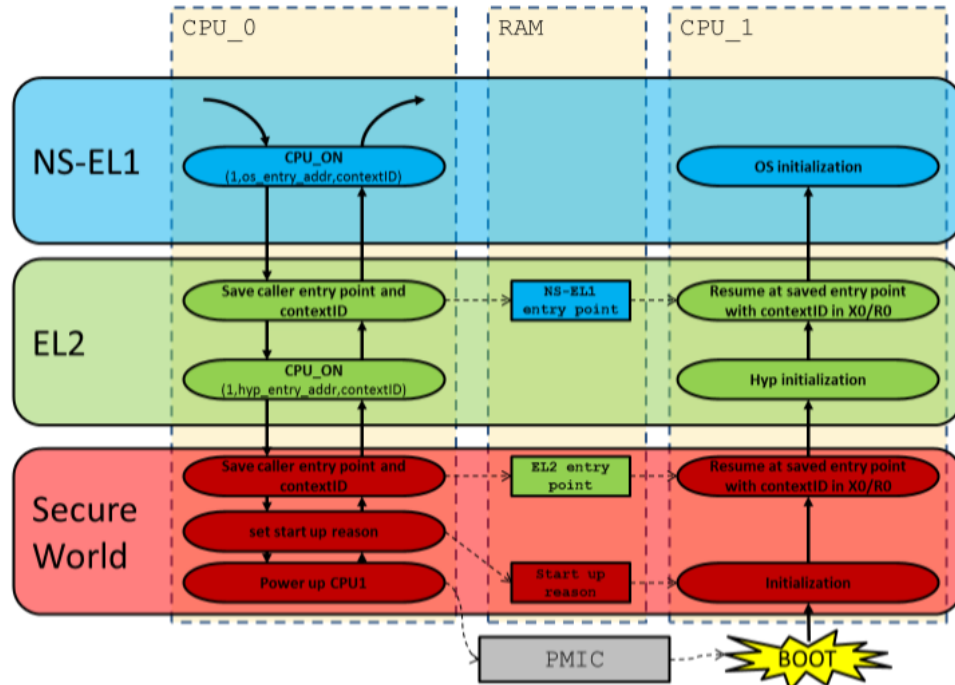 CPU_0
RAM
CPU_1
NS-EL1
CPU_ON
(1,os_entry_addr,contextID)
OS initialization
EL2
Save caller entry point and
contextID
NS-EL1
entry point
Resume at saved entry point
with contextID in X0/R0
CPU_ON
(1,hyp_entry_addr,contextID)
Hyp initialization
Secure
World
Save caller entry point and
contextID
EL2 entry
point
Resume at saved entry point
with contextID in X0/R0
set start up reason
Power up CPU1
Start up
reason
Initialization
PMIC
BOOT